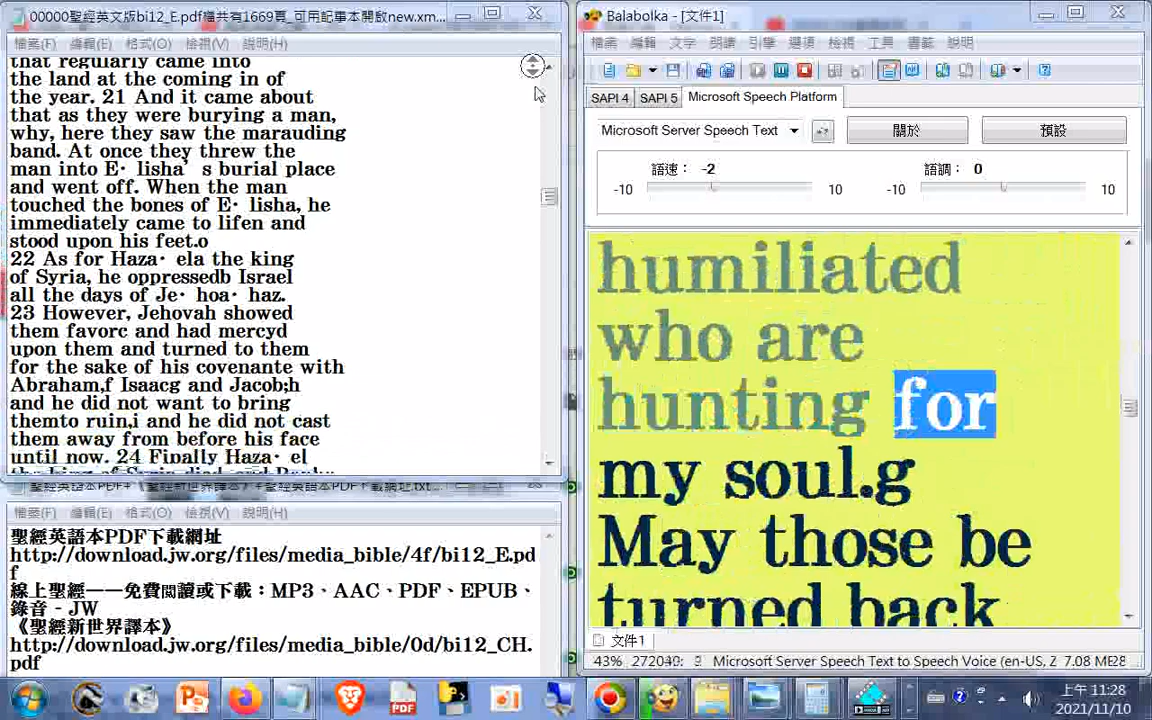 00000聖經英文版bi12_E.pdf檔共有1669頁_可用記事本開啟new.xm...
檔案(F) 編輯(E) 格式(O) 檢視(V) 說明(H)
that regularly came into
the land at the coming in of
the year. 21 And it came about
that as they were burying a man,
why, here they saw the marauding
band. At once they threw the
man into E‧ lisha’s burial place
and went off. When the man
touched the bones of E‧ lisha, he
immediately came to lifen and
stood upon his feet.o
22 As for Haza‧ ela the king
of Syria, he oppressedb Israel
all the days of Je‧ hoa‧ haz.
23 However, Jehovah showed
them favorc and had mercyd
upon them and turned to them
for the sake of his covenante with
Abraham,f Isaacg and Jacob;h
and he did not want to bring
themto ruin,i and he did not cast
them away from before his face
until now. 24 Finally Haza‧ el
檔案(F) 編輯(E) 格式(O) 檢視(V) 說明(H)
聖經英語本PDF下載網址
http://download.jw.org/files/media_bible/4f/bi12_E.pd
f
線上聖經——免費閱讀或下載：MP3、AAC、PDF、EPUB、
錄音 - JW
《聖經新世界譯本》
http://download.jw.org/files/media_bible/0d/bi12_CH.
pdf
Balabolka - [文件1]
檔案 編輯 文字 朗讀 引擎 選項 檢視 工具 書籤 說明
SAPI 4 SAPI 5 Microsoft Speech Platform
Microsoft Server Speech Text 關於 預設
語速： -2 語調： 0
-10 10 -10 10
humiliated
who are
hunting for
my soul.g
May those be
turned back
文件1
43% 272049: Microsoft Server Speech Text to Speech Voice (en-US, Z 7.08 ME28
上午 11:28
2021/11/10